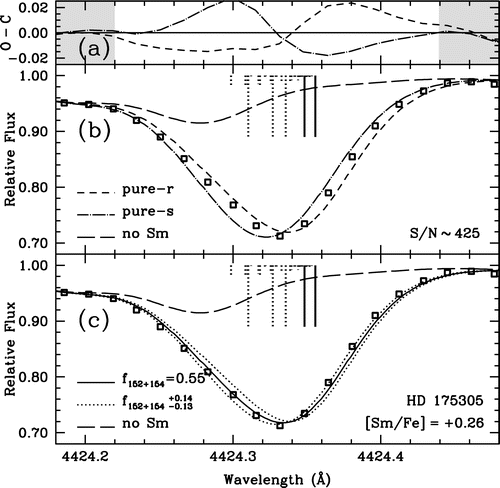 O - C
0.02
0.00
-0.02
(a)
Relative Flux
1.00
0.90
0.80
0.70
(b)
pure-r
pure-s
no Sm
S/N~425
Relative Flux
1.00
0.90
0.80
0.70
(c)
f152+154=0.55
f152+154 +0.14 -0.13
no Sm
HD 175305
[Sm/Fe] = +0.26
4424.2 4424.3 4424.4
Wavelength (Å)